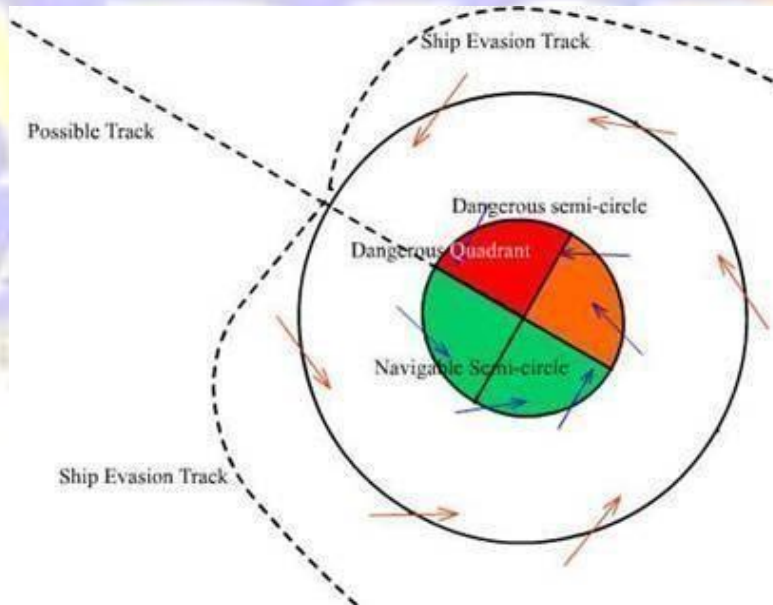 Ship Evasion Track
Possible Track
Dangerous semi-circle
Dangerous Quadrant
Navigable Semi-circle
Ship Evasion Track